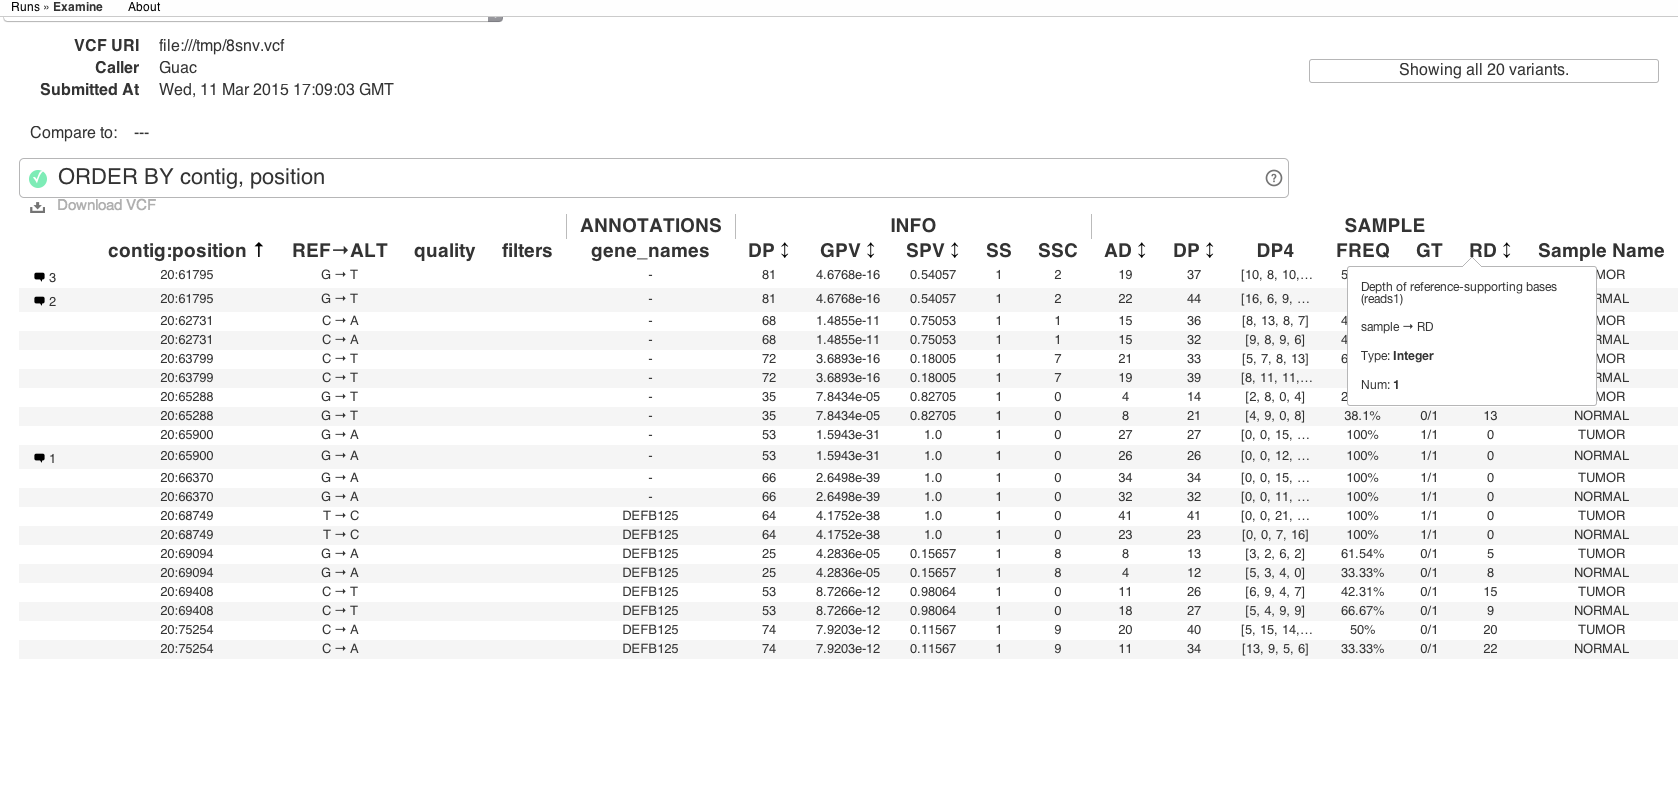 Runs » Examine About
VCF URI file:///tmp/8snv.vcf
Caller Guac
Submitted At Wed, 11 Mar 2015 17:09:03 GMT
Showing all 20 variants.
Compare to: ---
ORDER BY contig, position ?
Download VCF
ANNOTATIONS INFO SAMPLE
contig:position ↑ REF→ALT quality filters gene_names DP ↕ GPV ↕ SPV ↕ SS SSC AD ↕ DP ↕ DP4 FREQ GT RD ↕ Sample Name
3 20:61795 G → T - 81 4.6768e-16 0.54057 1 2 19 37 [10, 8, 10,... 5 MOR
2 20:61795 G → T - 81 4.6768e-16 0.54057 1 2 22 44 [16, 6, 9, ... RMAL
20:62731 C → A - 68 1.4855e-11 0.75053 1 1 15 36 [8, 13, 8, 7] 4 MOR
20:62731 C → A - 68 1.4855e-11 0.75053 1 1 15 32 [9, 8, 9, 6] 4 RMAL
20:63799 C → T - 72 3.6893e-16 0.18005 1 7 21 33 [5, 7, 8, 13] 6 MOR
20:63799 C → T - 72 3.6893e-16 0.18005 1 7 19 39 [8, 11, 11,... RMAL
20:65288 G → T - 35 7.8434e-05 0.82705 1 0 4 14 [2, 8, 0, 4] 2 MOR
Depth of reference-supporting bases
(reads1)
sample → RD
Type: Integer
Num: 1
20:65288 G → T - 35 7.8434e-05 0.82705 1 0 8 21 [4, 9, 0, 8] 38.1% 0/1 13 NORMAL
20:65900 G → A - 53 1.5943e-31 1.0 1 0 27 27 [0, 0, 15, ... 100% 1/1 0 TUMOR
1 20:65900 G → A - 53 1.5943e-31 1.0 1 0 26 26 [0, 0, 12, ... 100% 1/1 0 NORMAL
20:66370 G → A - 66 2.6498e-39 1.0 1 0 34 34 [0, 0, 15, ... 100% 1/1 0 TUMOR
20:66370 G → A - 66 2.6498e-39 1.0 1 0 32 32 [0, 0, 11, ... 100% 1/1 0 NORMAL
20:68749 T → C DEFB125 64 4.1752e-38 1.0 1 0 41 41 [0, 0, 21, ... 100% 1/1 0 TUMOR
20:68749 T → C DEFB125 64 4.1752e-38 1.0 1 0 23 23 [0, 0, 7, 16] 100% 1/1 0 NORMAL
20:69094 G → A DEFB125 25 4.2836e-05 0.15657 1 8 8 13 [3, 2, 6, 2] 61.54% 0/1 5 TUMOR
20:69094 G → A DEFB125 25 4.2836e-05 0.15657 1 8 4 12 [5, 3, 4, 0] 33.33% 0/1 8 NORMAL
20:69408 C → T DEFB125 53 8.7266e-12 0.98064 1 0 11 26 [6, 9, 4, 7] 42.31% 0/1 15 TUMOR
20:69408 C → T DEFB125 53 8.7266e-12 0.98064 1 0 18 27 [5, 4, 9, 9] 66.67% 0/1 9 NORMAL
20:75254 C → A DEFB125 74 7.9203e-12 0.11567 1 9 20 40 [5, 15, 14,... 50% 0/1 20 TUMOR
20:75254 C → A DEFB125 74 7.9203e-12 0.11567 1 9 11 34 [13, 9, 5, 6] 33.33% 0/1 22 NORMAL